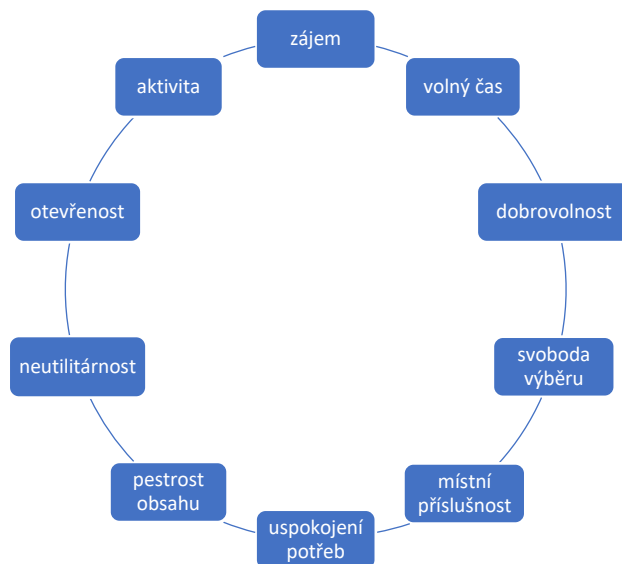 zájem
volný čas
dobrovolnost
svoboda
výběru
místní
příslušnost
uspokojení
potřeb
pestrost
obsahu
neutilitárnost
otevřenost
aktivita